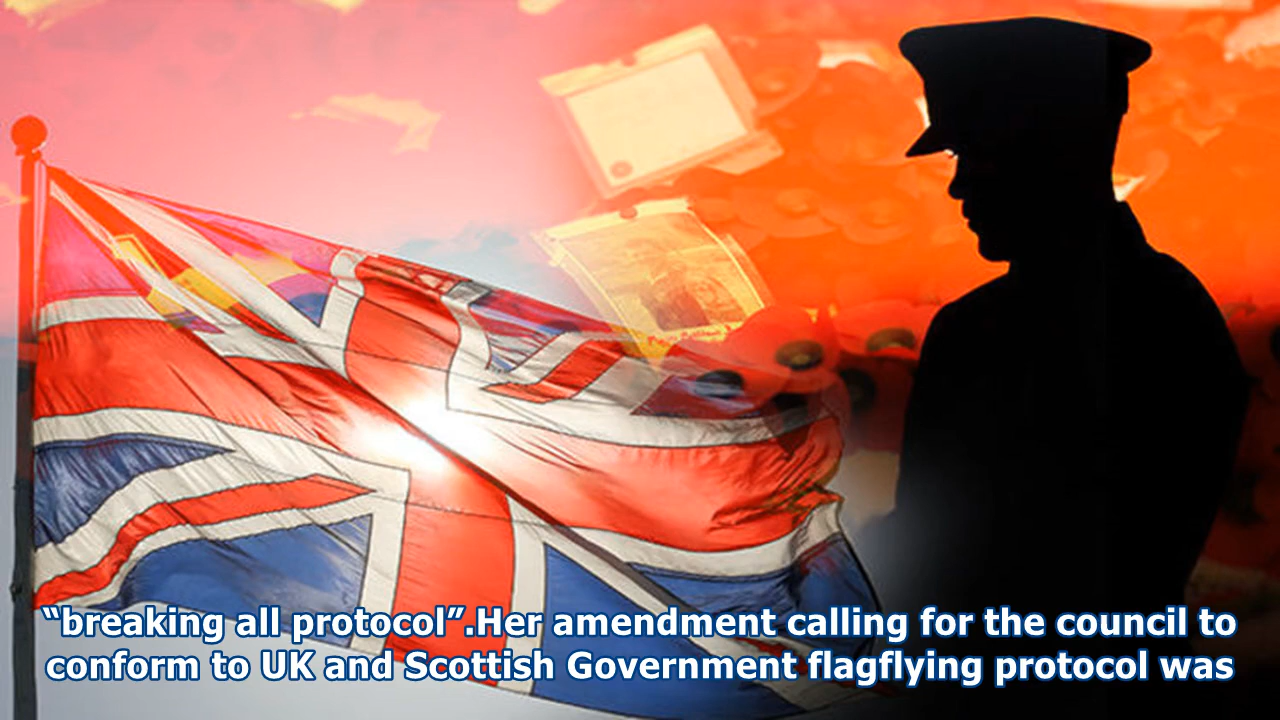 “breaking all protocol”.Her amendment calling for the council to
conform to UK and Scottish Government flagflying protocol was